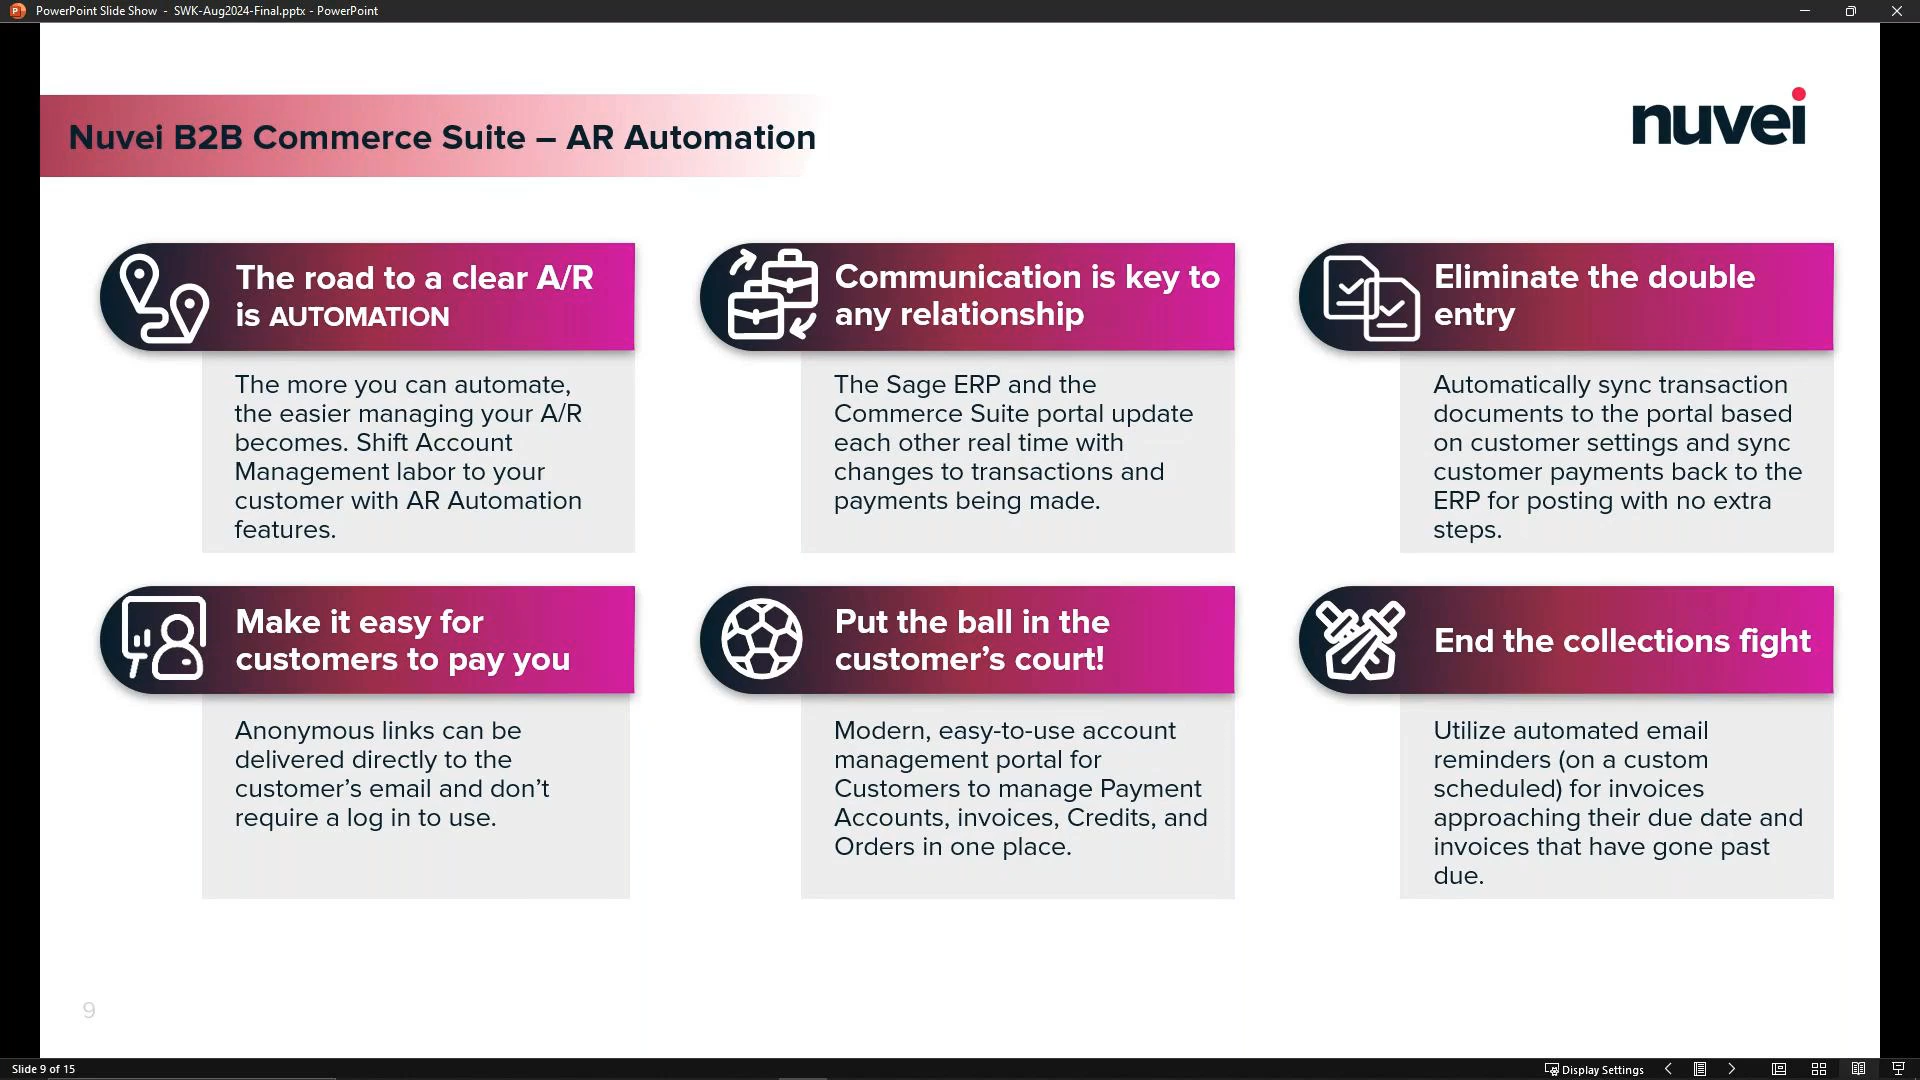 PowerPoint Slide Show - SWK-Aug2024-Final.pptx - PowerPoint
Nuvei B2B Commerce Suite – AR Automation
nuvei
The road to a clear A/R
is AUTOMATION
The more you can automate,
the easier managing your A/R
becomes. Shift Account
Management labor to your
customer with AR Automation
features.
Communication is key to
any relationship
The Sage ERP and the
Commerce Suite portal update
each other real time with
changes to transactions and
payments being made.
Eliminate the double
entry
Automatically sync transaction
documents to the portal based
on customer settings and sync
customer payments back to the
ERP for posting with no extra
steps.
Make it easy for
customers to pay you
Anonymous links can be
delivered directly to the
customer’s email and don’t
require a log in to use.
Put the ball in the
customer’s court!
Modern, easy-to-use account
management portal for
Customers to manage Payment
Accounts, invoices, Credits, and
Orders in one place.
End the collections fight
Utilize automated email
reminders (on a custom
scheduled) for invoices
approaching their due date and
invoices that have gone past
due.
9
Slide 9 of 15
Display Settings